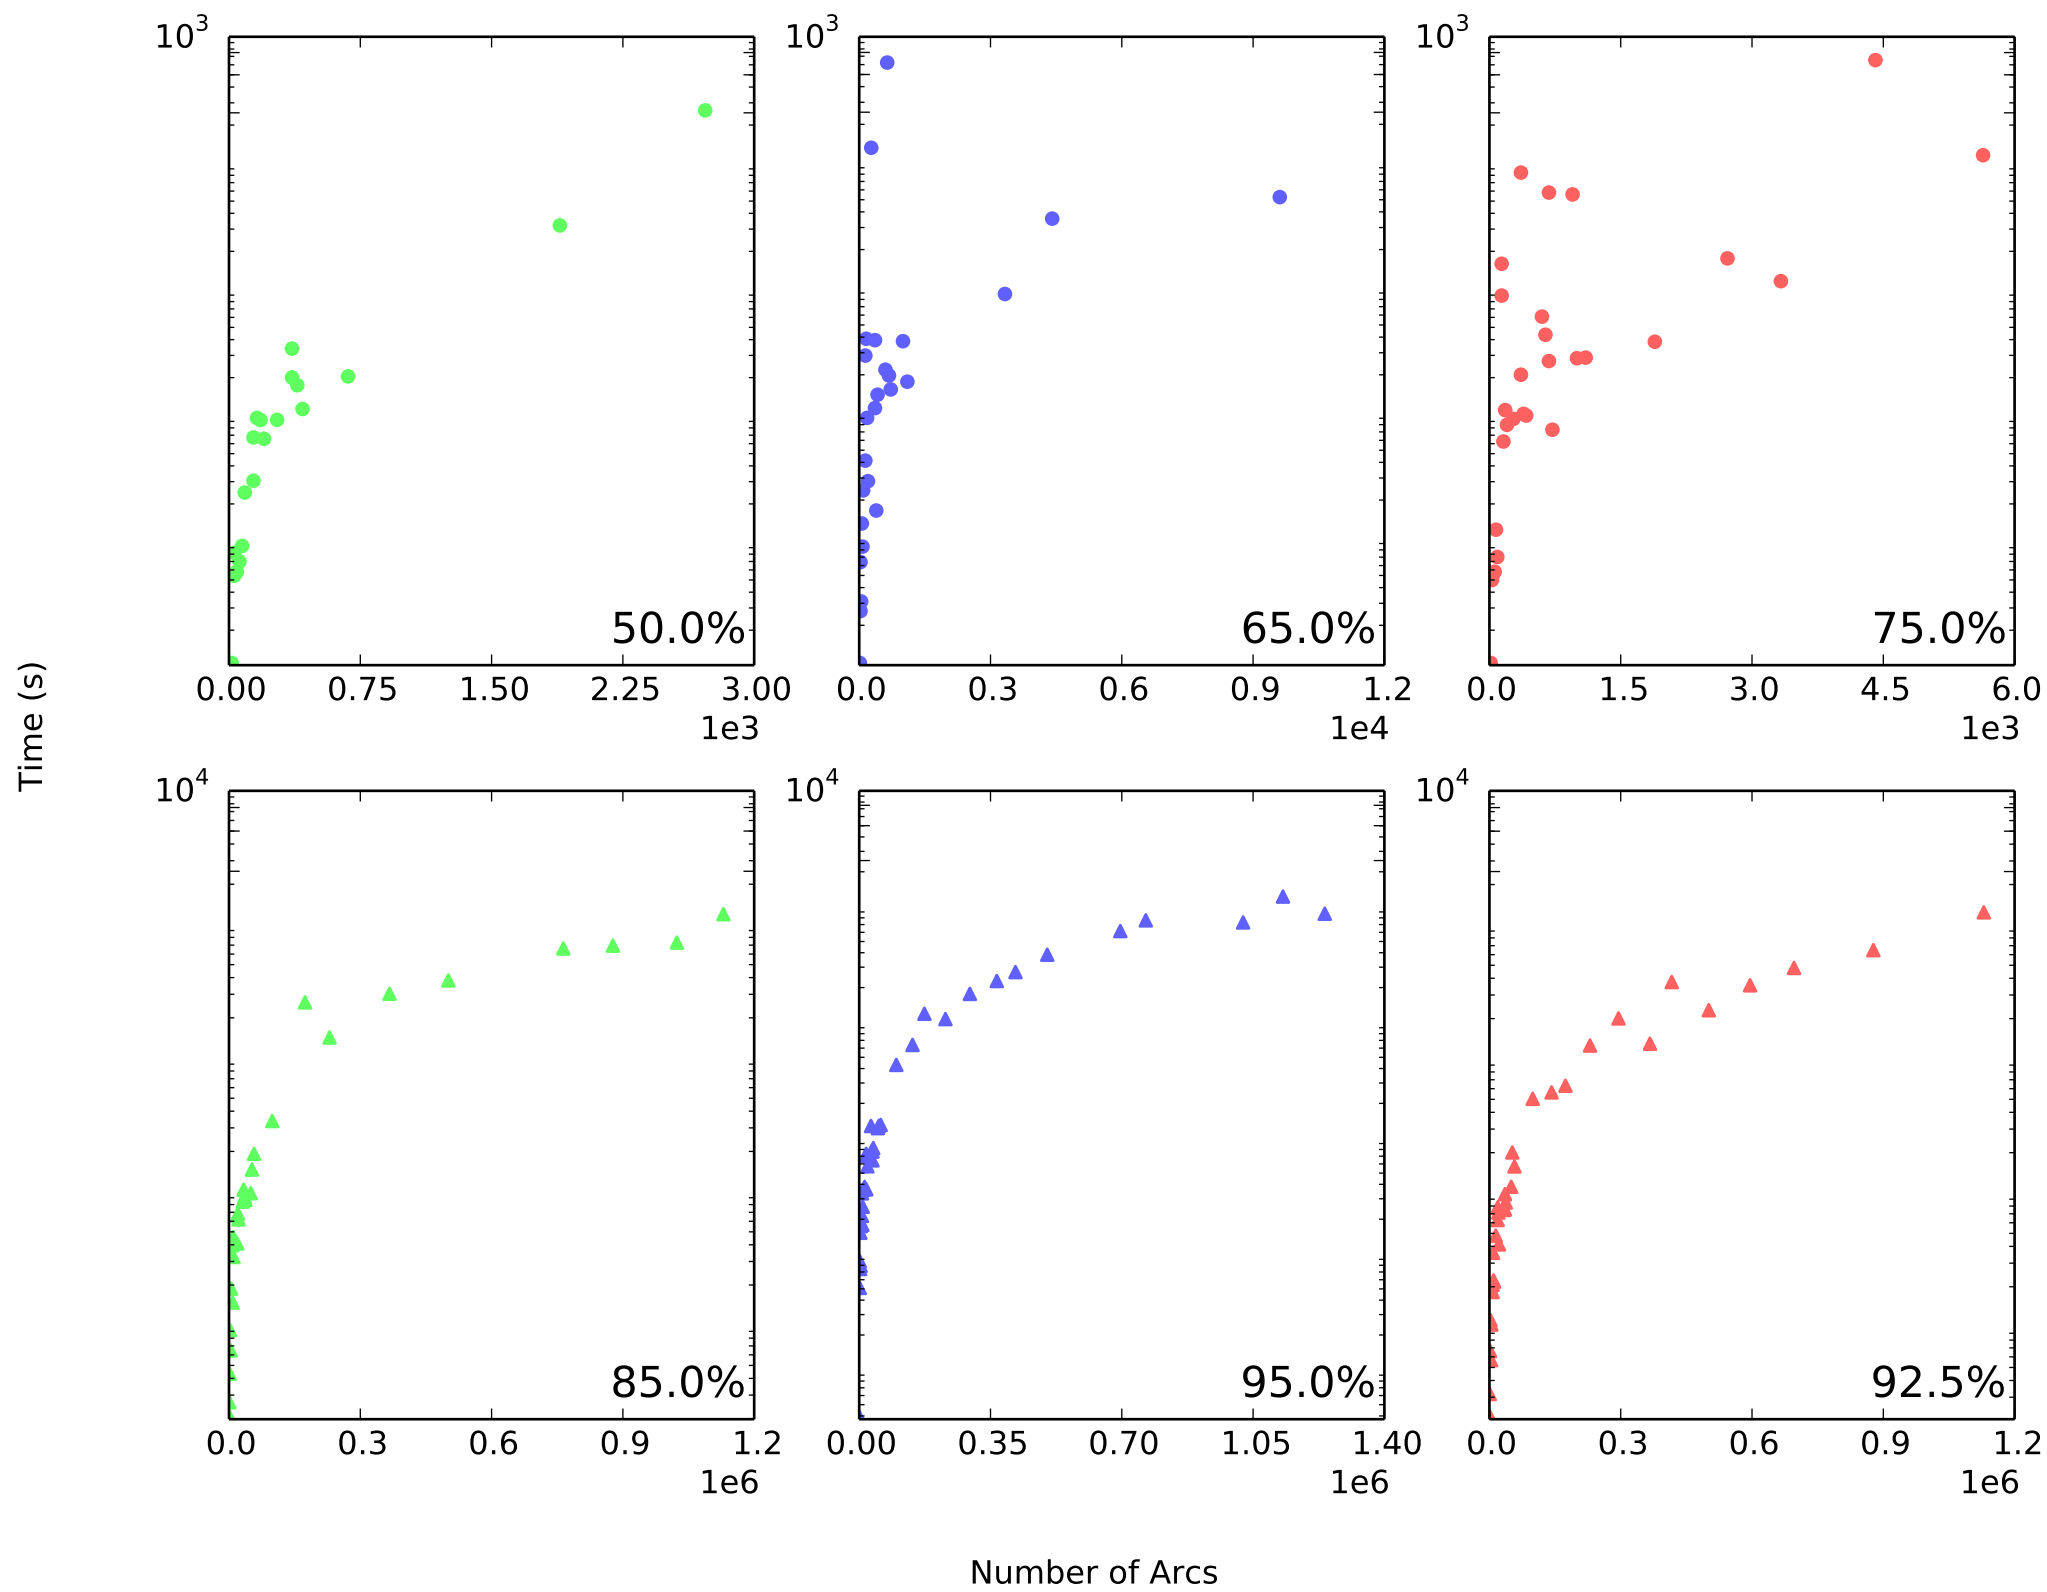 10^3 10^3 10^3
50.0% 65.0% 75.0%
0.00 0.75 1.50 2.25 3.00 0.0 0.3 0.6 0.9 1.2 0.0 1.5 3.0 4.5 6.0
1e3 1e4 1e3
Time (s)
10^4 10^4 10^4
85.0% 95.0% 92.5%
0.0 0.3 0.6 0.9 1.2 0.00 0.35 0.70 1.05 1.40 0.0 0.3 0.6 0.9 1.2
1e6 1e6 1e6
Number of Arcs